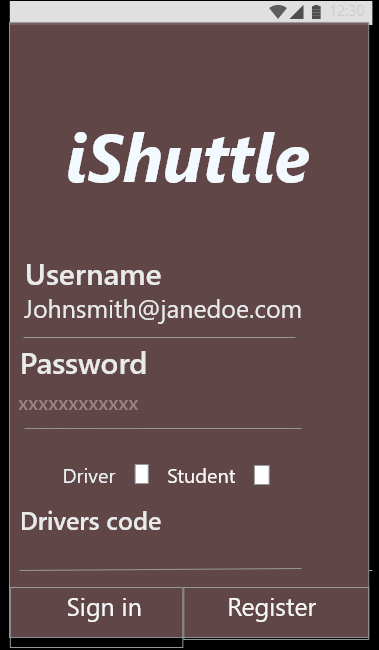 12:30
iShuttle
Username
Johnsmith@janedoe.com
Password
xxxxxxxxxxxx
Driver Student
Drivers code
Sign in Register